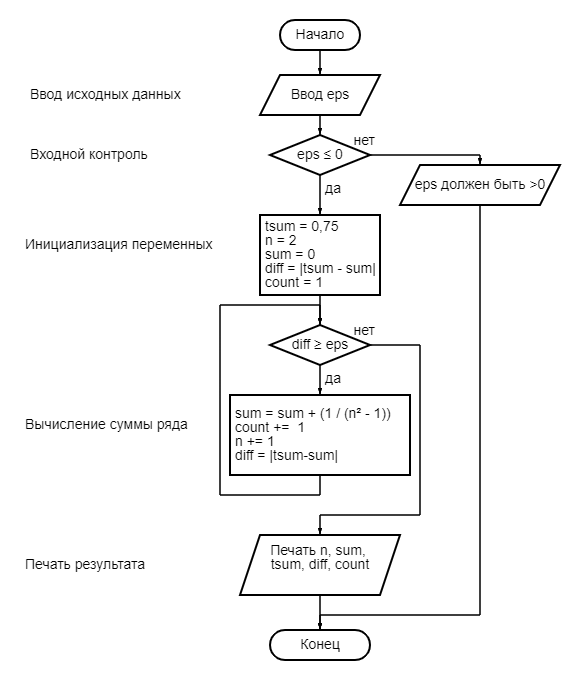 Начало
Ввод исходных данных
Ввод eps
Входной контроль
eps ≤ 0
нет
да
eps должен быть >0
Инициализация переменных
tsum = 0,75
n = 2
sum = 0
diff = |tsum - sum|
count = 1
diff ≥ eps
нет
да
Вычисление суммы ряда
sum = sum + (1 / (n² - 1))
count += 1
n += 1
diff = |tsum-sum|
Печать результата
Печать n, sum,
tsum, diff, count
Конец